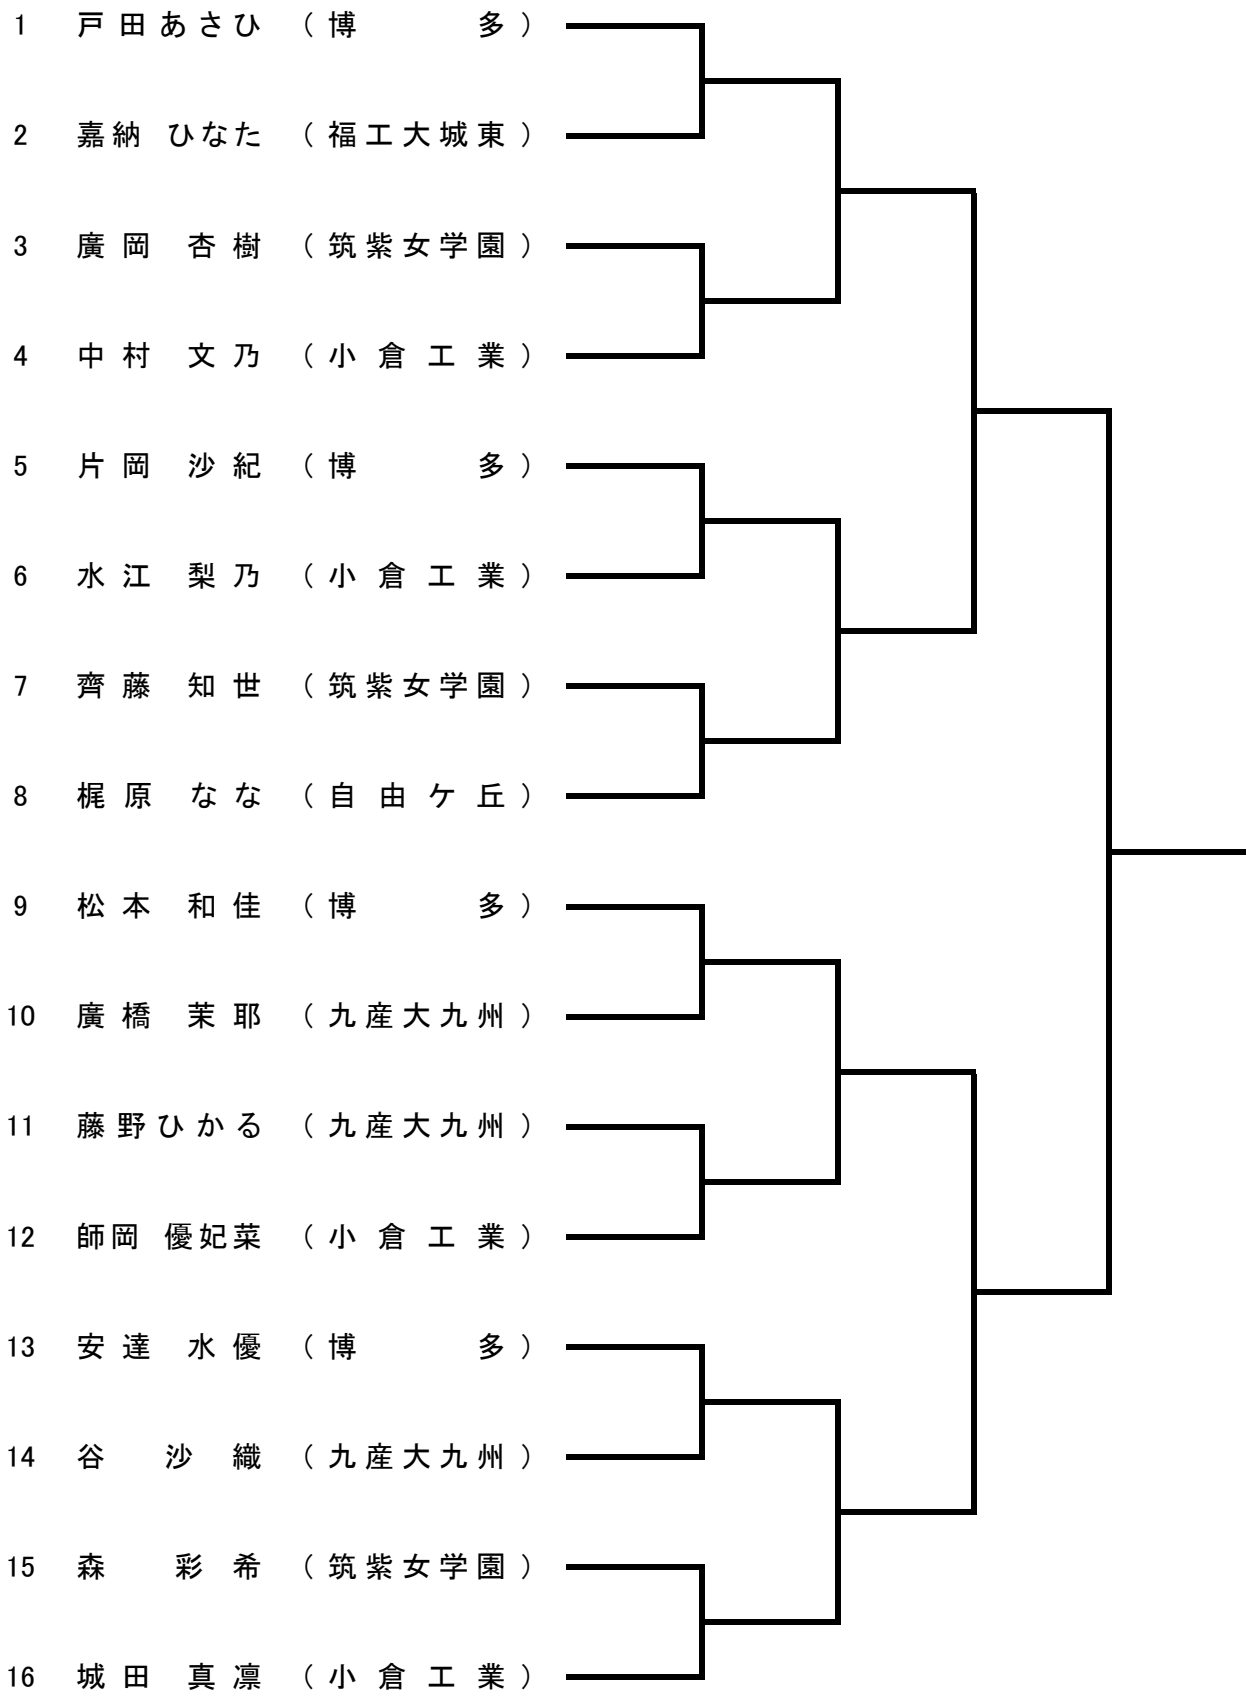 1 戸田あさひ （博多）
2 嘉納 ひなた （福工大城東）
3 廣岡 杏樹 （筑紫女学園）
4 中村 文乃 （小倉工業）
5 片岡 沙紀 （博多）
6 水江 梨乃 （小倉工業）
7 齊藤 知世 （筑紫女学園）
8 梶原 なな （自由ケ丘）
9 松本 和佳 （博多）
10 廣橋 茉耶 （九産大九州）
11 藤野ひかる （九産大九州）
12 師岡 優妃菜 （小倉工業）
13 安達 水優 （博多）
14 谷 沙織 （九産大九州）
15 森 彩希 （筑紫女学園）
16 城田 真凛 （小倉工業）